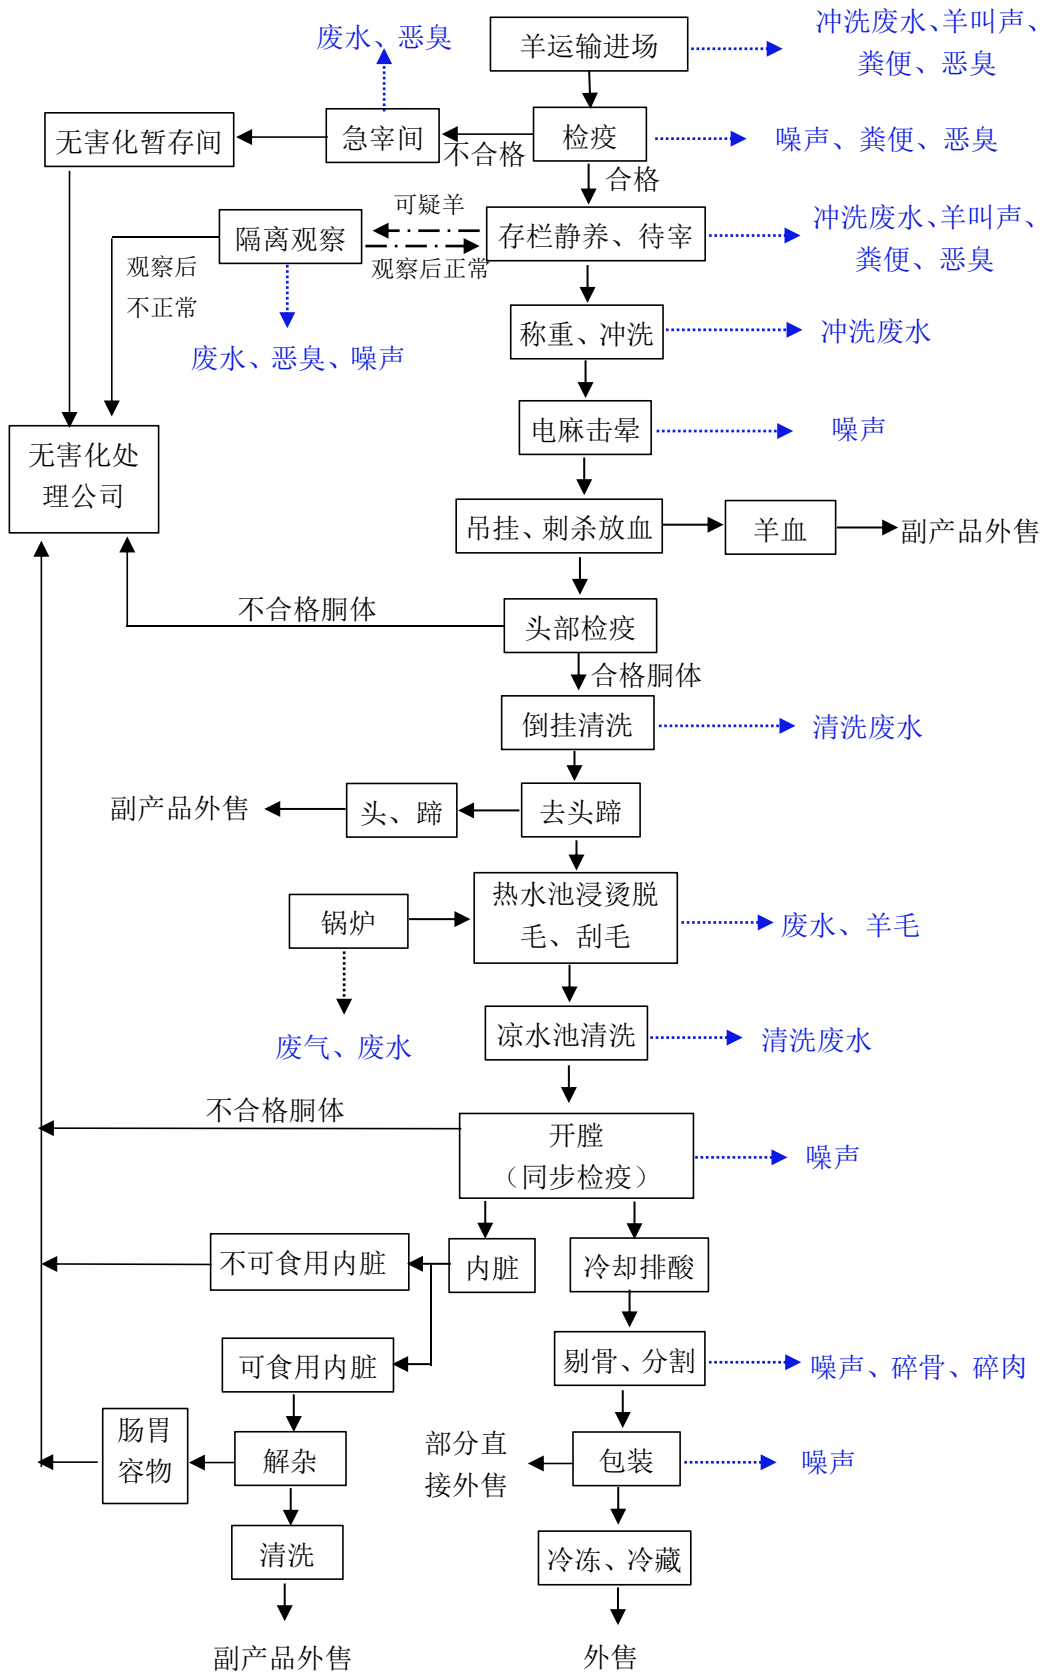 羊运输进场
冲洗废水、羊叫声、
粪便、恶臭
废水、恶臭
无害化暂存间
急宰间
不合格
检疫
噪声、粪便、恶臭
合格
隔离观察
可疑羊
观察后正常
存栏静养、待宰
冲洗废水、羊叫声、
粪便、恶臭
观察后
不正常
废水、恶臭、噪声
称重、冲洗
冲洗废水
电麻击晕
噪声
无害化处
理公司
吊挂、刺杀放血
羊血
副产品外售
不合格胴体
头部检疫
合格胴体
倒挂清洗
清洗废水
副产品外售
头、蹄
去头蹄
锅炉
热水池浸烫脱
毛、刮毛
废水、羊毛
废气、废水
凉水池清洗
清洗废水
不合格胴体
开膛
（同步检疫）
噪声
不可食用内脏
内脏
冷却排酸
可食用内脏
剔骨、分割
噪声、碎骨、碎肉
肠胃
容物
解杂
部分直
接外售
包装
噪声
清洗
冷冻、冷藏
副产品外售
外售